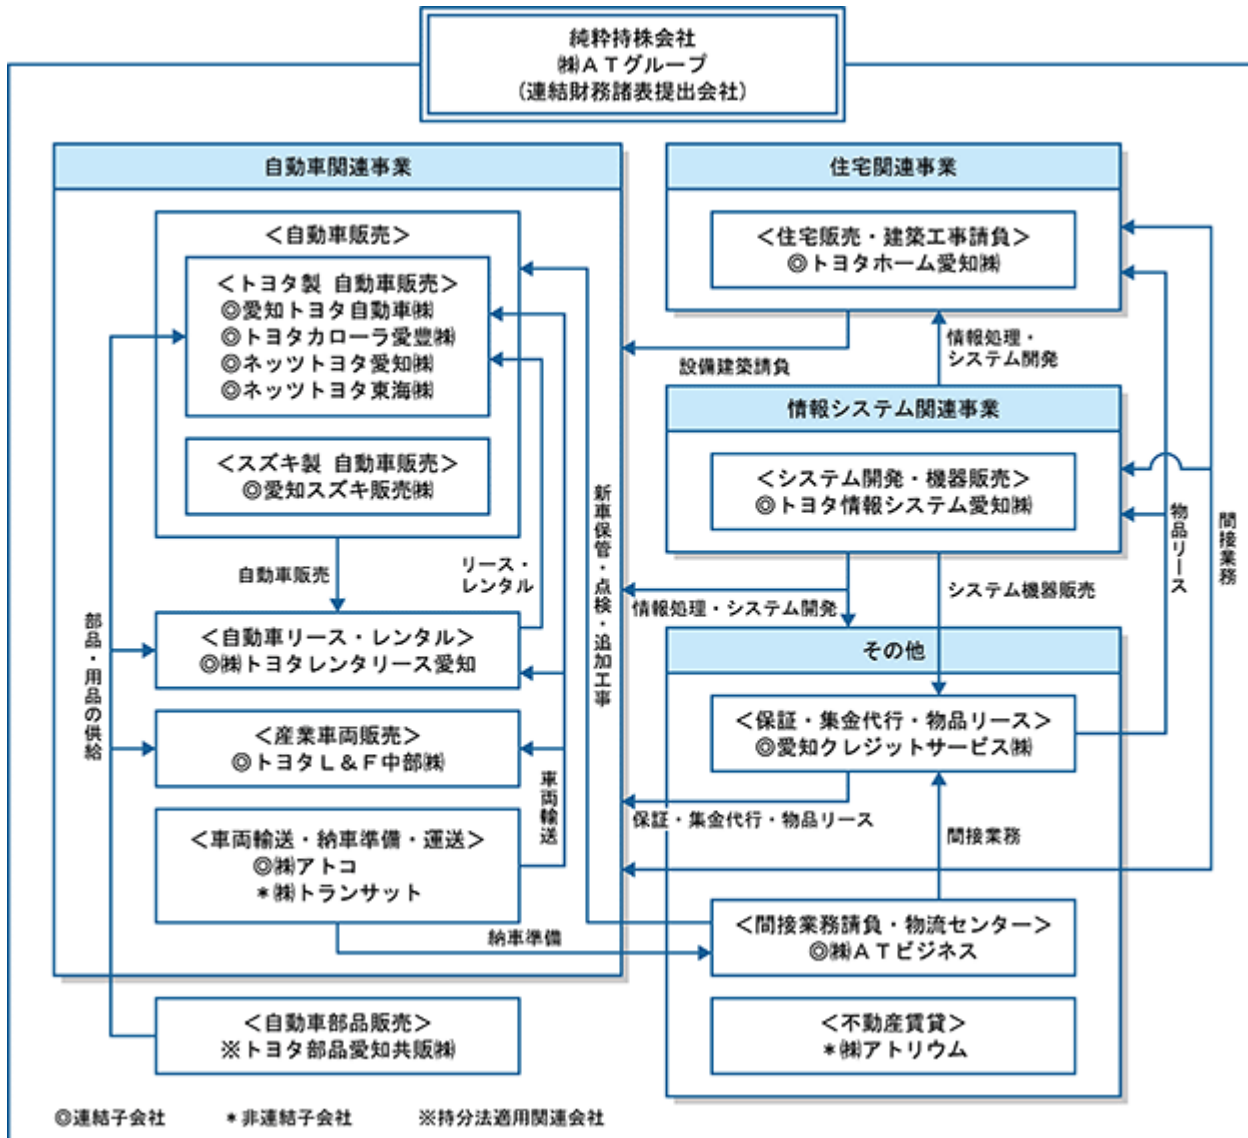 純粋持株会社
㈱ＡＴグループ
（連結財務諸表提出会社）
自動車関連事業
＜自動車販売＞
＜トヨタ製 自動車販売＞
◎愛知トヨタ自動車㈱
◎トヨタカローラ愛豊㈱
◎ネッツトヨタ愛知㈱
◎ネッツトヨタ東海㈱
＜スズキ製 自動車販売＞
◎愛知スズキ販売㈱
自動車販売
リース・
レンタル
＜自動車リース・レンタル＞
◎㈱トヨタレンタリース愛知
＜産業車両販売＞
◎トヨタＬ＆Ｆ中部㈱
＜車両輸送・納車準備・運送＞
◎㈱アトコ
＊㈱トランサット
車両輸送
納車準備
部品・用品の供給
＜自動車部品販売＞
※トヨタ部品愛知共販㈱
新車保管・点検・追加工事
住宅関連事業
＜住宅販売・建築工事請負＞
◎トヨタホーム愛知㈱
設備建築請負
情報処理・
システム開発
情報システム関連事業
＜システム開発・機器販売＞
◎トヨタ情報システム愛知㈱
情報処理・システム開発
システム機器販売
物品リース
間接業務
その他
＜保証・集金代行・物品リース＞
◎愛知クレジットサービス㈱
保証・集金代行・物品リース
間接業務
＜間接業務請負・物流センター＞
◎㈱ＡＴビジネス
＜不動産賃貸＞
＊㈱アトリウム
◎連結子会社
＊非連結子会社
※持分法適用関連会社